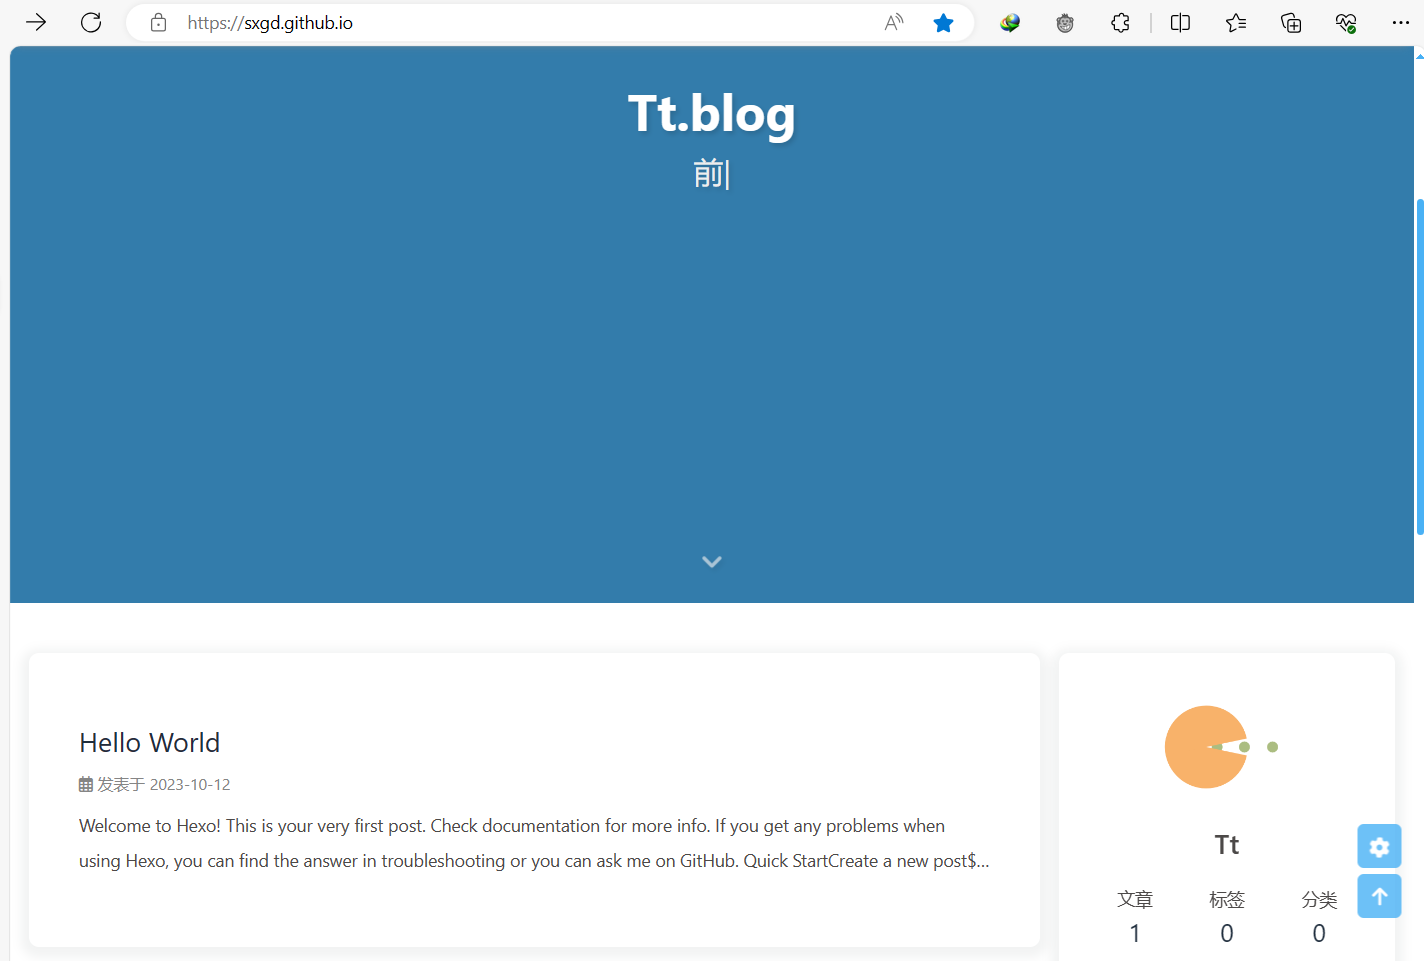 https://sxgd.github.io
Tt.blog
前
Hello World
发表于 2023-10-12
Welcome to Hexo! This is your very first post. Check documentation for more info. If you get any problems when
using Hexo, you can find the answer in troubleshooting or you can ask me on GitHub. Quick StartCreate a new post$...
Tt
文章 标签 分类
1 0 0